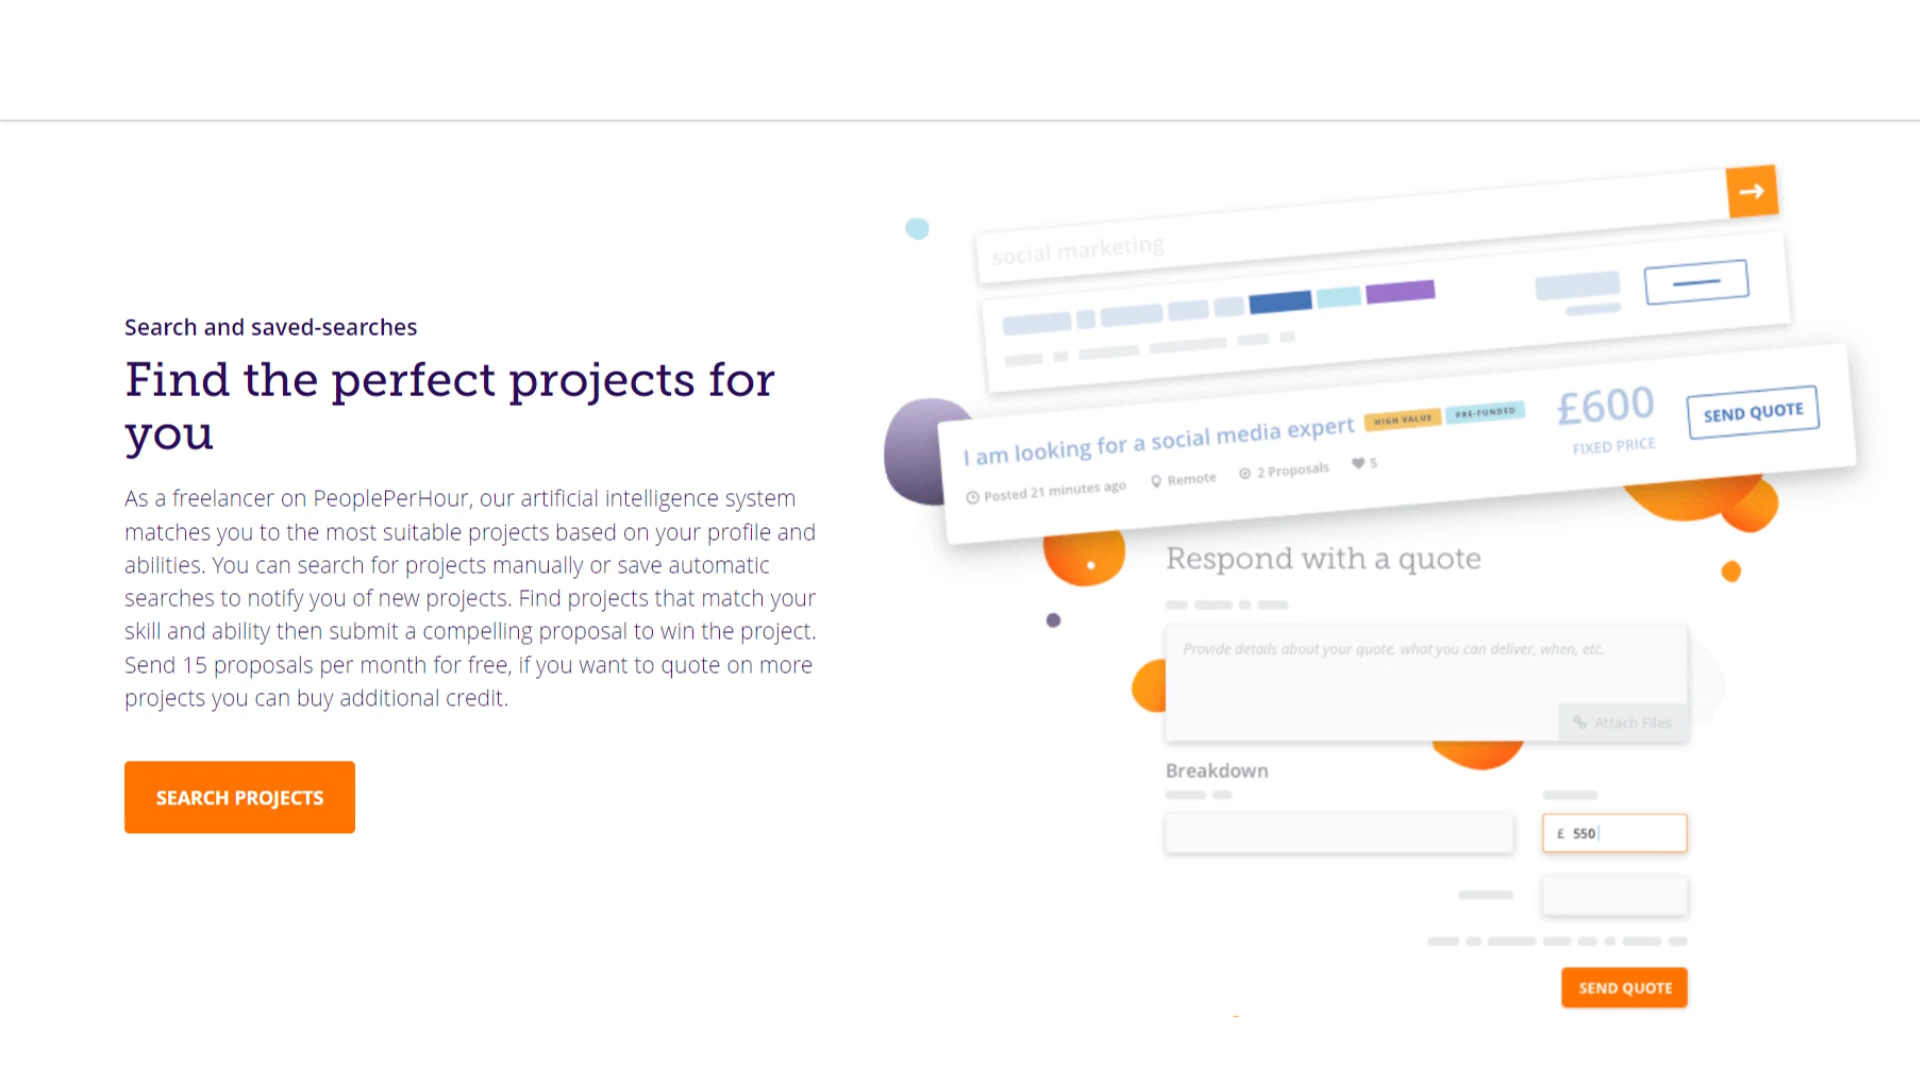 Search and saved-searches
Find the perfect projects for
you
As a freelancer on PeoplePerHour, our artificial intelligence system
matches you to the most suitable projects based on your profile and
abilities. You can search for projects manually or save automatic
searches to notify you of new projects. Find projects that match your
skill and ability then submit a compelling proposal to win the project.
Send 15 proposals per month for free, if you want to quote on more
projects you can buy additional credit.
SEARCH PROJECTS
social marketing
I am looking for a social media expert HIGH VALUE PRE-FUNDED
Posted 21 minutes ago Remote 2 Proposals 5
£600
FIXED PRICE
SEND QUOTE
Respond with a quote
Provide details about your quote, what you can deliver, when, etc.
Attach Files
Breakdown
£ 550
SEND QUOTE